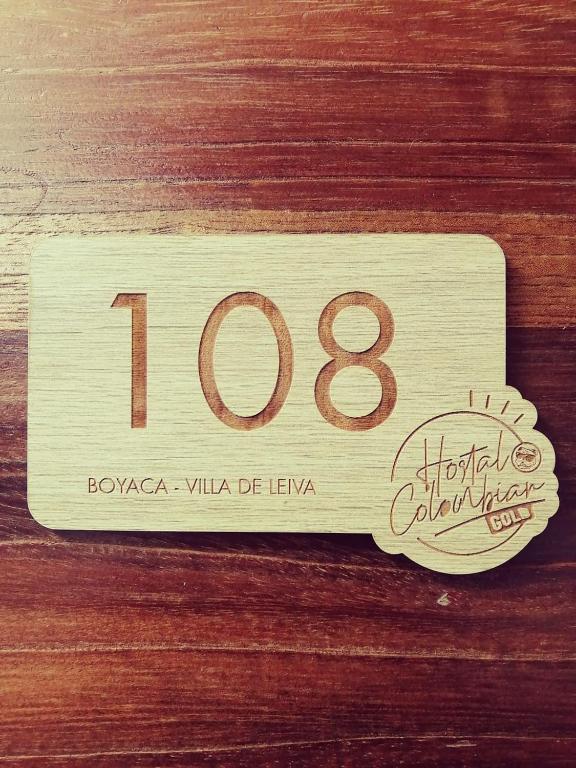 108
BOYACA - VILLA DE LEIVA
Hostal
Colombian
GOLD